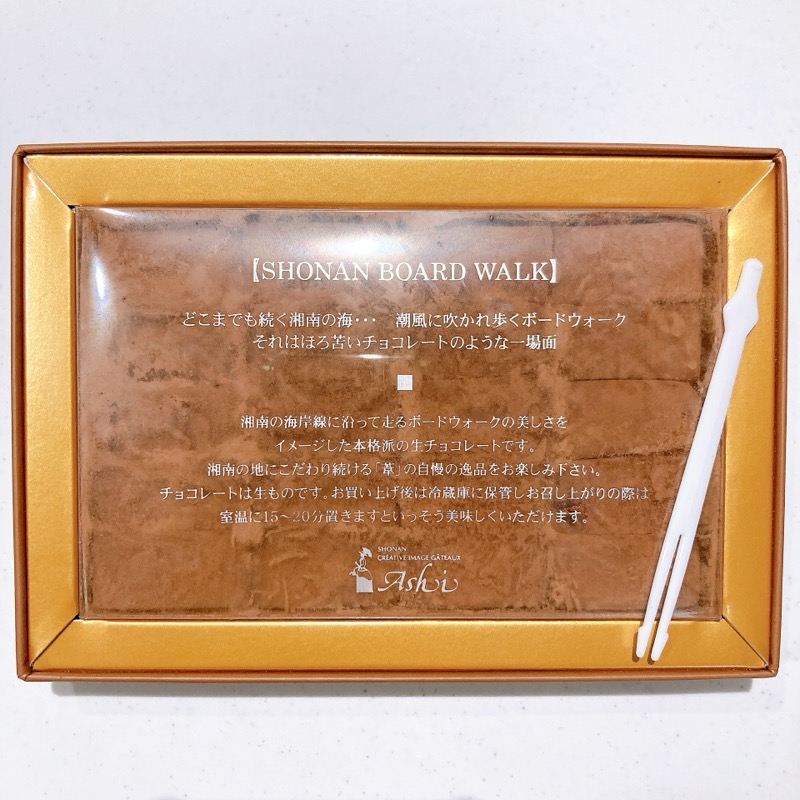 【SHONAN BOARD WALK】
どこまでも続く湘南の海･･･　潮風に吹かれ歩くボードウォーク
それはほろ苦いチョコレートのような一場面
湘南の海岸線に沿って走るボードウォークの美しさを
イメージした本格派の生チョコレートです。
湘南の地にこだわり続ける「葦」の自慢の逸品をお楽しみ下さい。
チョコレートは生ものです。お買い上げ後は冷蔵庫に保管しお召し上がりの際は
室温に15～20分置きますといっそう美味しくいただけます。
SHONAN
CREATIVE IMAGE GÂTEAUX
Ashi